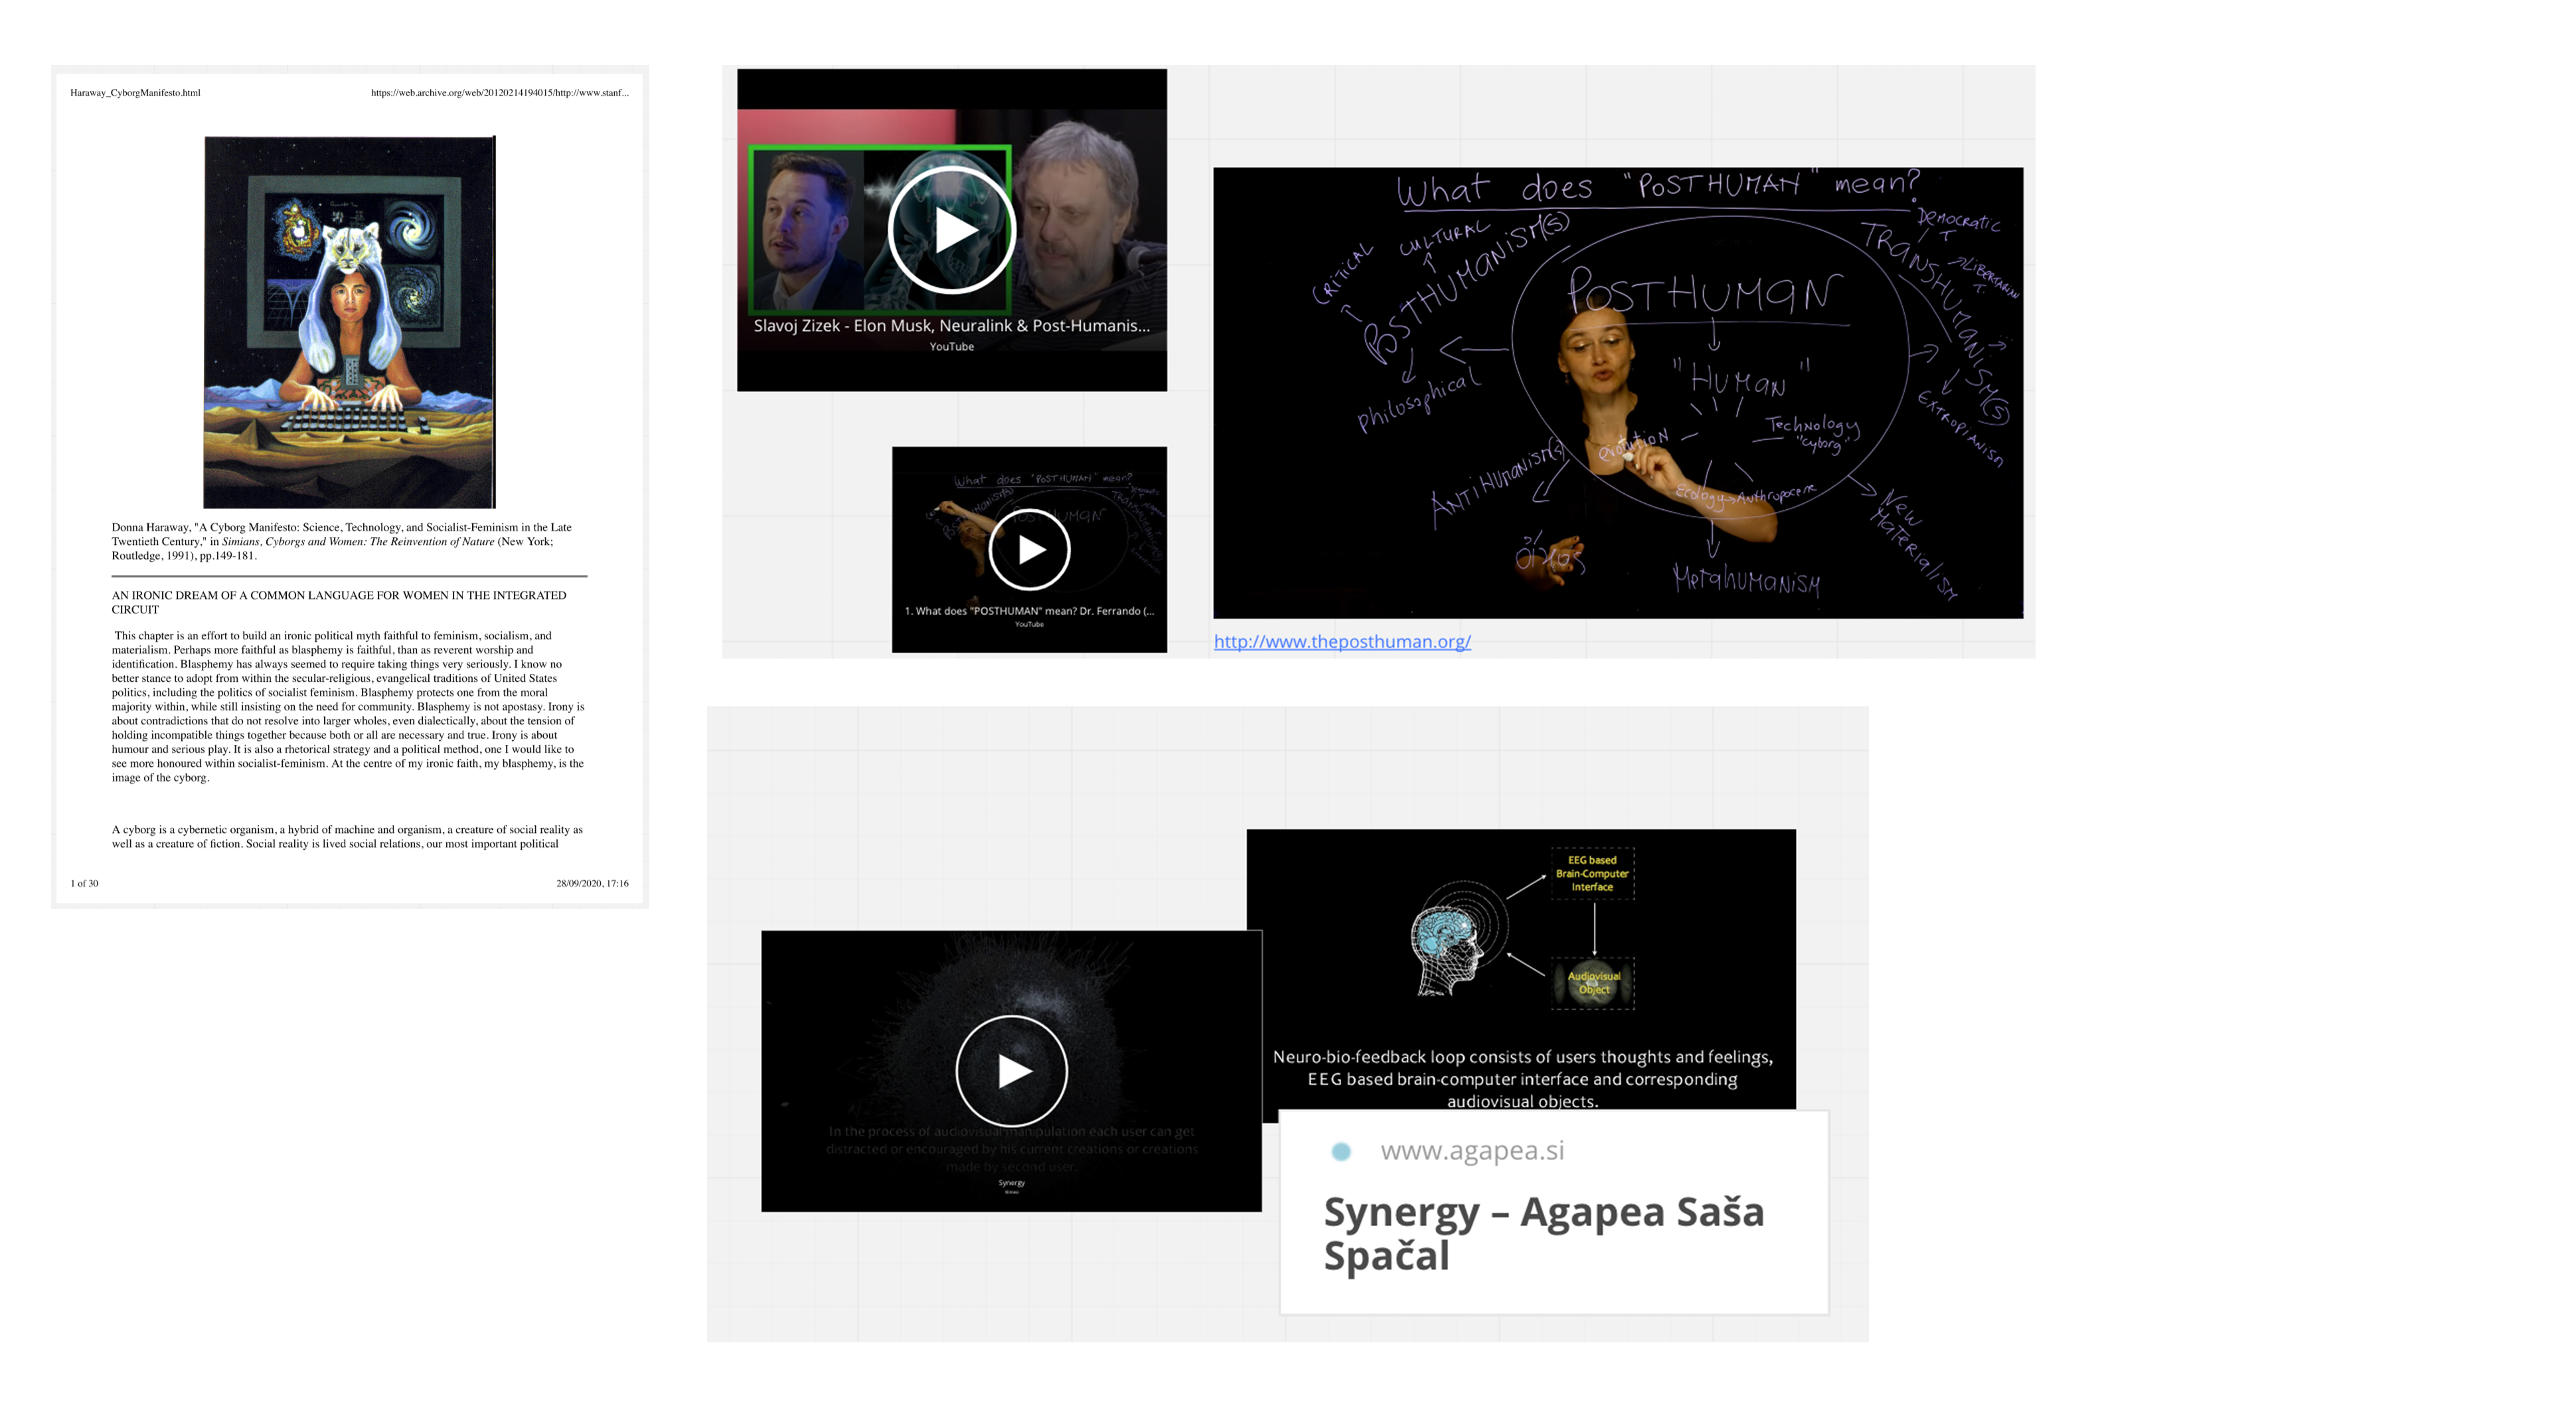 Haraway_CyborgManifesto.html
https://web.archive.org/web/20120214194015/http://www.stanf...
Donna Haraway, "A Cyborg Manifesto: Science, Technology, and Socialist-Feminism in the Late
Twentieth Century," in Simians, Cyborgs and Women: The Reinvention of Nature (New York;
Routledge, 1991), pp.149-181.
AN IRONIC DREAM OF A COMMON LANGUAGE FOR WOMEN IN THE INTEGRATED
CIRCUIT
This chapter is an effort to build an ironic political myth faithful to feminism, socialism, and
materialism. Perhaps more faithful as blasphemy is faithful, than as reverent worship and
identification. Blasphemy has always seemed to require taking things very seriously. I know no
better stance to adopt from within the secular-religious, evangelical traditions of United States
politics, including the politics of socialist feminism. Blasphemy protects one from the moral
majority within, while still insisting on the need for community. Blasphemy is not apostasy. Irony is
about contradictions that do not resolve into larger wholes, even dialectically, about the tension of
holding incompatible things together because both or all are necessary and true. Irony is about
humour and serious play. It is also a rhetorical strategy and a political method, one I would like to
see more honoured within socialist-feminism. At the centre of my ironic faith, my blasphemy, is the
image of the cyborg.
A cyborg is a cybernetic organism, a hybrid of machine and organism, a creature of social reality as
well as a creature of fiction. Social reality is lived social relations, our most important political
1 of 30
28/09/2020, 17:16
Slavoj Zizek - Elon Musk, Neuralink & Post-Humanis...
YouTube
What does "POSTHUMAN" mean?
POSTHUMAN
1. What does "POSTHUMAN" mean? Dr. Ferrando (...
YouTube
What does "POSTHUMAN" mean?
CRITICAL
CULTURAL
POSTHUMANISM(S)
philosophical
ANTIHUMANISM(S)
POSTHUMAN
"HUMAN"
evolution
Technology
"cyborg"
Ecology
Anthropocene
Metahumanism
DEMOCRATIC
T.
LIBERTARIAN
T.
TRANSHUMANISM(S)
EXTROPIANISM
NEW
MATERIALISM
http://www.theposthuman.org/
In the process of audiovisual manipulation each user can get
distracted or encouraged by his current creations or creations
made by second user.
Synergy
EEG based
Brain-Computer
Interface
Audiovisual
Object
Neuro-bio-feedback loop consists of users thoughts and feelings,
EEG based brain-computer interface and corresponding
audiovisual objects.
www.agapea.si
Synergy – Agapea Saša
Spačal